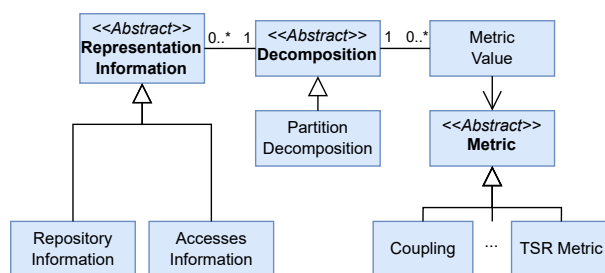 <<Abstract>>
Representation
Information
0..*
1
<<Abstract>>
Decomposition
1
0..*
Metric
Value
Partition
Decomposition
<<Abstract>>
Metric
Repository
Information
Accesses
Information
Coupling
...
TSR Metric